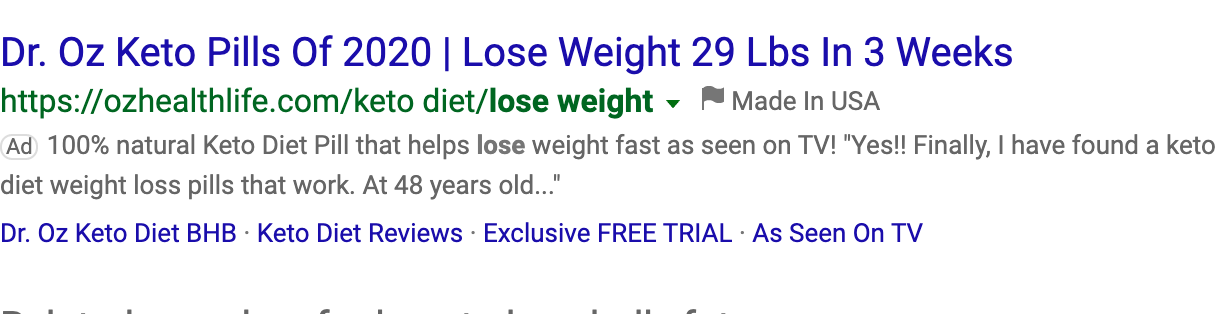 Dr. Oz Keto Pills Of 2020 | Lose Weight 29 Lbs In 3 Weeks
https://ozhealthlife.com/keto diet/lose weight Made In USA
Ad 100% natural Keto Diet Pill that helps lose weight fast as seen on TV! "Yes!! Finally, I have found a keto
diet weight loss pills that work. At 48 years old..."
Dr. Oz Keto Diet BHB · Keto Diet Reviews · Exclusive FREE TRIAL · As Seen On TV